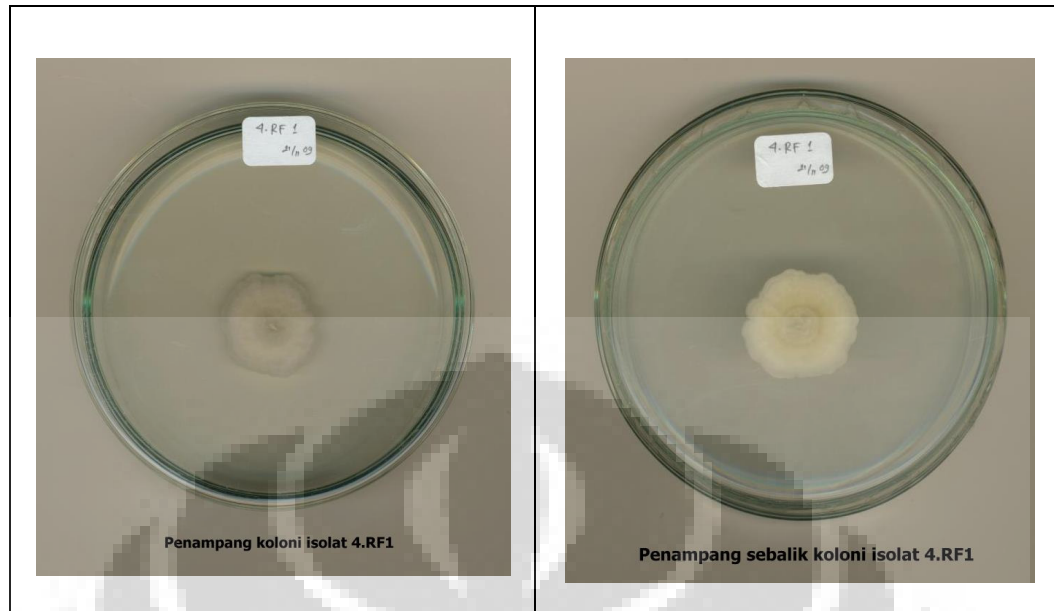 4.RF 1
Penampang koloni isolat 4.RF1
4.RF 1
Penampang sebalik koloni isolat 4.RF1